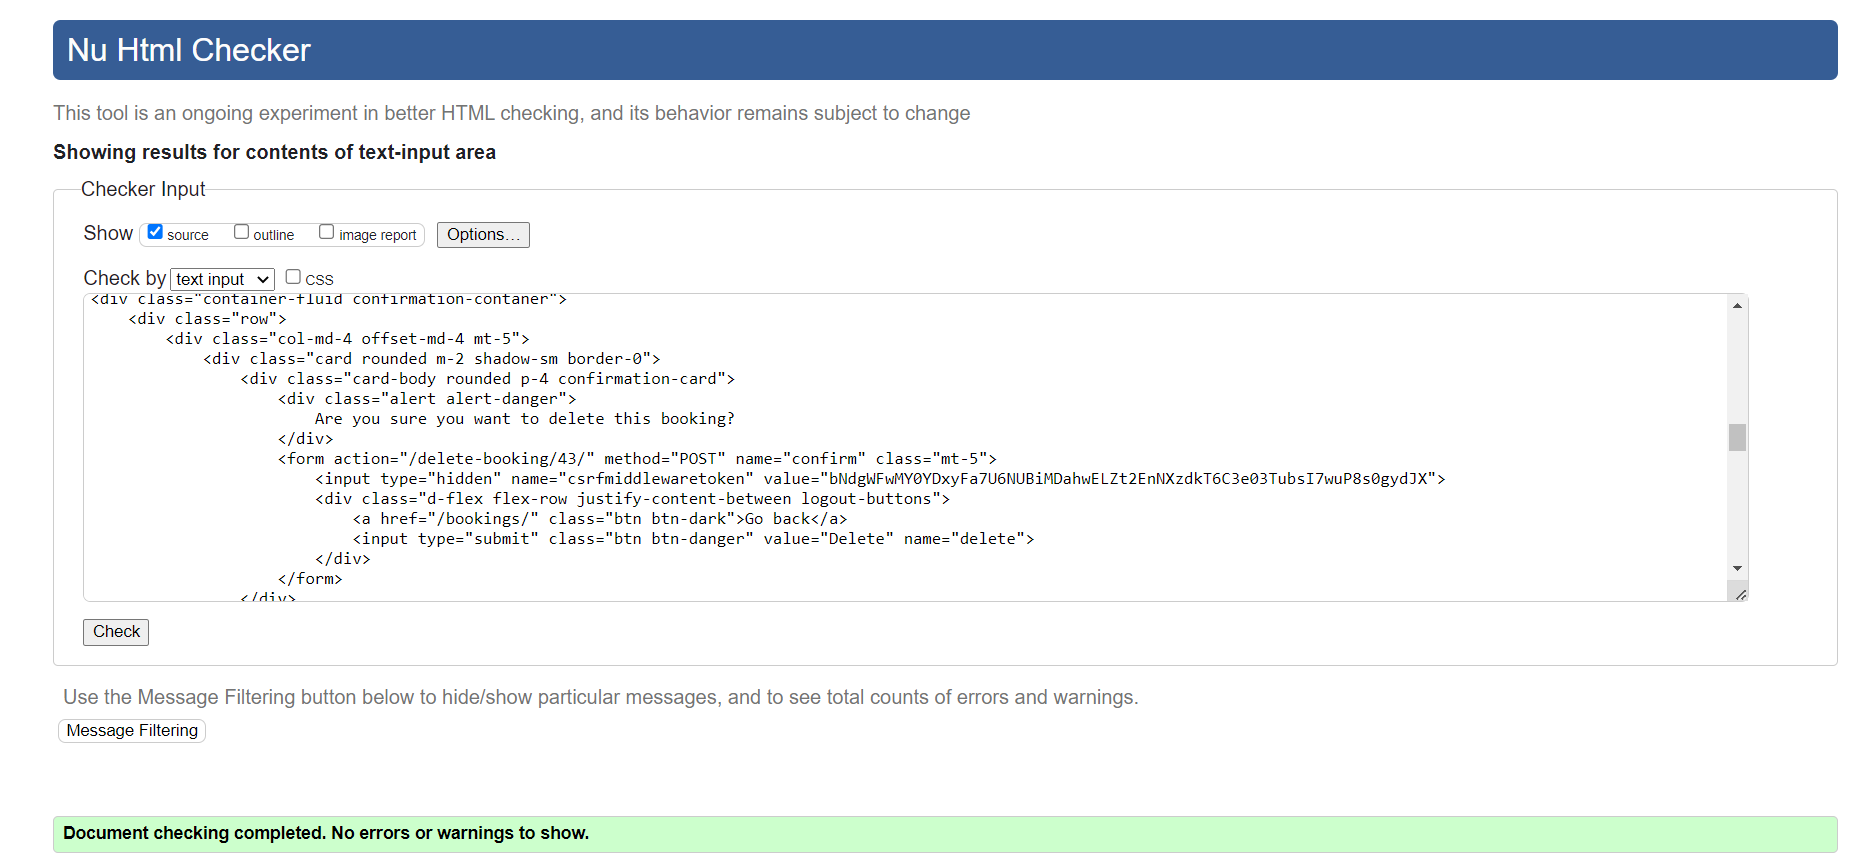 Nu Html Checker
This tool is an ongoing experiment in better HTML checking, and its behavior remains subject to change
Showing results for contents of text-input area
Checker Input
Show source outline image report Options...
Check by text input CSS
<div class="container-fluid confirmation-contaner">
<div class="row">
<div class="col-md-4 offset-md-4 mt-5">
<div class="card rounded m-2 shadow-sm border-0">
<div class="card-body rounded p-4 confirmation-card">
<div class="alert alert-danger">
Are you sure you want to delete this booking?
</div>
<form action="/delete-booking/43/" method="POST" name="confirm" class="mt-5">
<input type="hidden" name="csrfmiddlewaretoken" value="bNdgWFwMY0YDxyFa7U6NUBiMDahwELZt2EnNXzdkT6C3e03TubsI7wuP8s0gydJX">
<div class="d-flex flex-row justify-content-between logout-buttons">
<a href="/bookings/" class="btn btn-dark">Go back</a>
<input type="submit" class="btn btn-danger" value="Delete" name="delete">
</div>
</form>
</div>
Check
Use the Message Filtering button below to hide/show particular messages, and to see total counts of errors and warnings.
Message Filtering
Document checking completed. No errors or warnings to show.